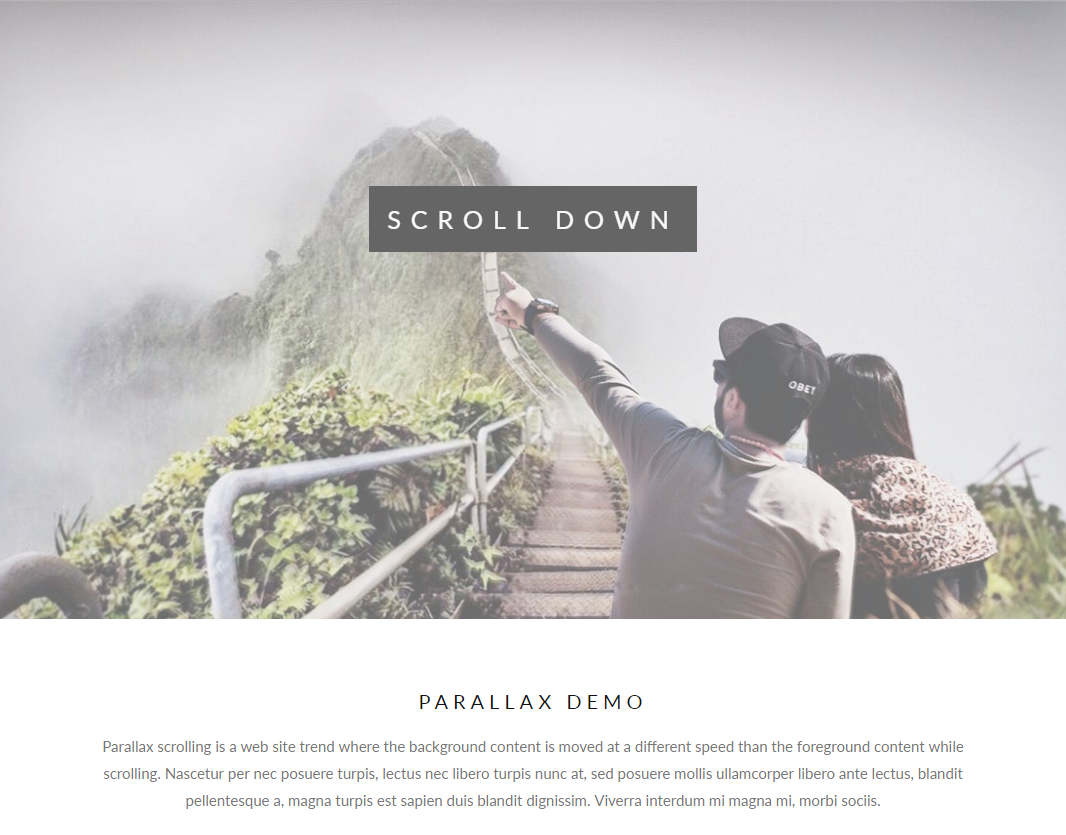 SCROLL DOWN
OBEY
PARALLAX DEMO
Parallax scrolling is a web site trend where the background content is moved at a different speed than the foreground content while
scrolling. Nascetur per nec posuere turpis, lectus nec libero turpis nunc at, sed posuere mollis ullamcorper libero ante lectus, blandit
pellentesque a, magna turpis est sapien duis blandit dignissim. Viverra interdum mi magna mi, morbi sociis.